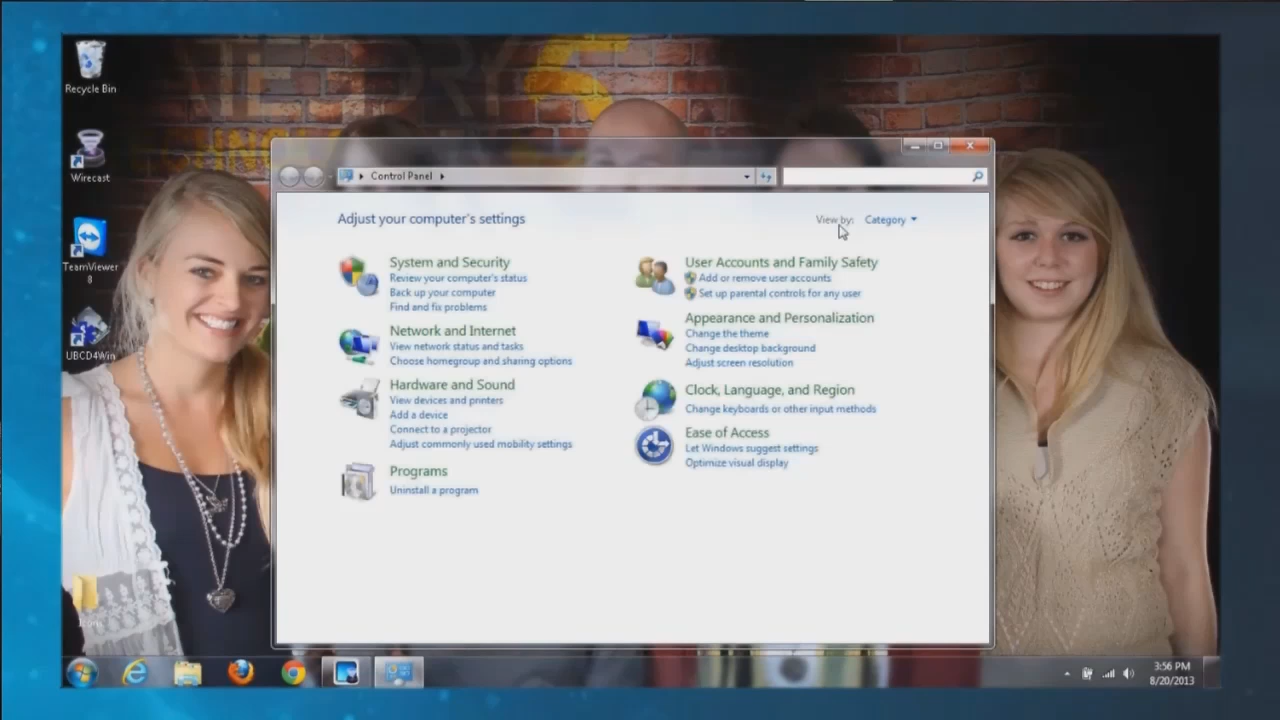 Recycle Bin
Wirecast
TeamViewer
8
UBCD4Win
Icons
Control Panel
Adjust your computer's settings
View by: Category
System and Security
Review your computer's status
Back up your computer
Find and fix problems
Network and Internet
View network status and tasks
Choose homegroup and sharing options
Hardware and Sound
View devices and printers
Add a device
Connect to a projector
Adjust commonly used mobility settings
Programs
Uninstall a program
User Accounts and Family Safety
Add or remove user accounts
Set up parental controls for any user
Appearance and Personalization
Change the theme
Change desktop background
Adjust screen resolution
Clock, Language, and Region
Change keyboards or other input methods
Ease of Access
Let Windows suggest settings
Optimize visual display
3:56 PM
8/20/2013